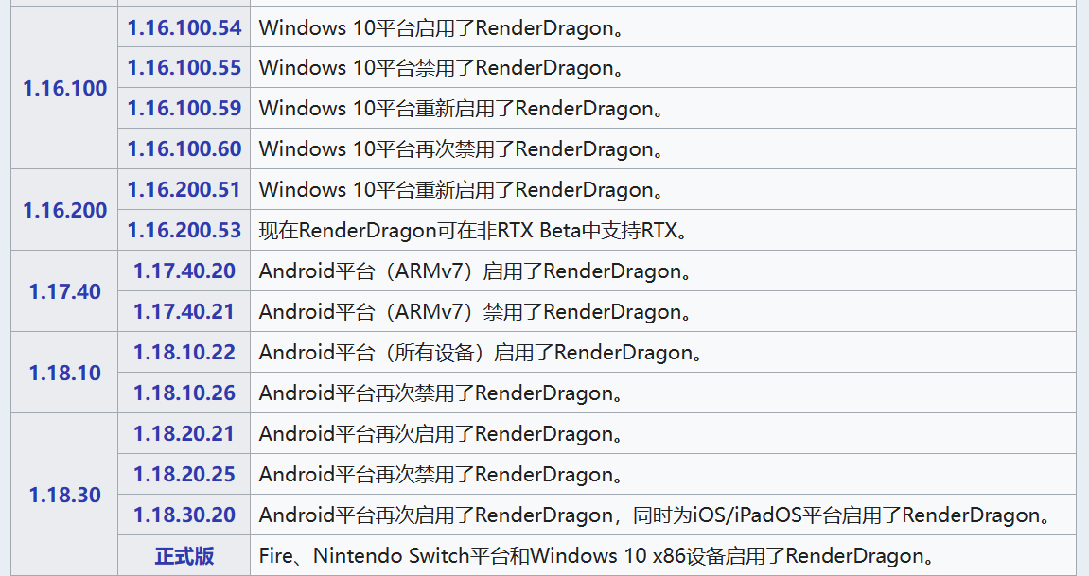 1.16.100
1.16.100.54 Windows 10平台启用了RenderDragon。
1.16.100.55 Windows 10平台禁用了RenderDragon。
1.16.100.59 Windows 10平台重新启用了RenderDragon。
1.16.100.60 Windows 10平台再次禁用了RenderDragon。
1.16.200
1.16.200.51 Windows 10平台重新启用了RenderDragon。
1.16.200.53 现在RenderDragon可在非RTX Beta中支持RTX。
1.17.40
1.17.40.20 Android平台（ARMv7）启用了RenderDragon。
1.17.40.21 Android平台（ARMv7）禁用了RenderDragon。
1.18.10
1.18.10.22 Android平台（所有设备）启用了RenderDragon。
1.18.10.26 Android平台再次禁用了RenderDragon。
1.18.30
1.18.20.21 Android平台再次启用了RenderDragon。
1.18.20.25 Android平台再次禁用了RenderDragon。
1.18.30.20 Android平台再次启用了RenderDragon，同时为iOS/iPadOS平台启用了RenderDragon。
正式版 Fire、Nintendo Switch平台和Windows 10 x86设备启用了RenderDragon。